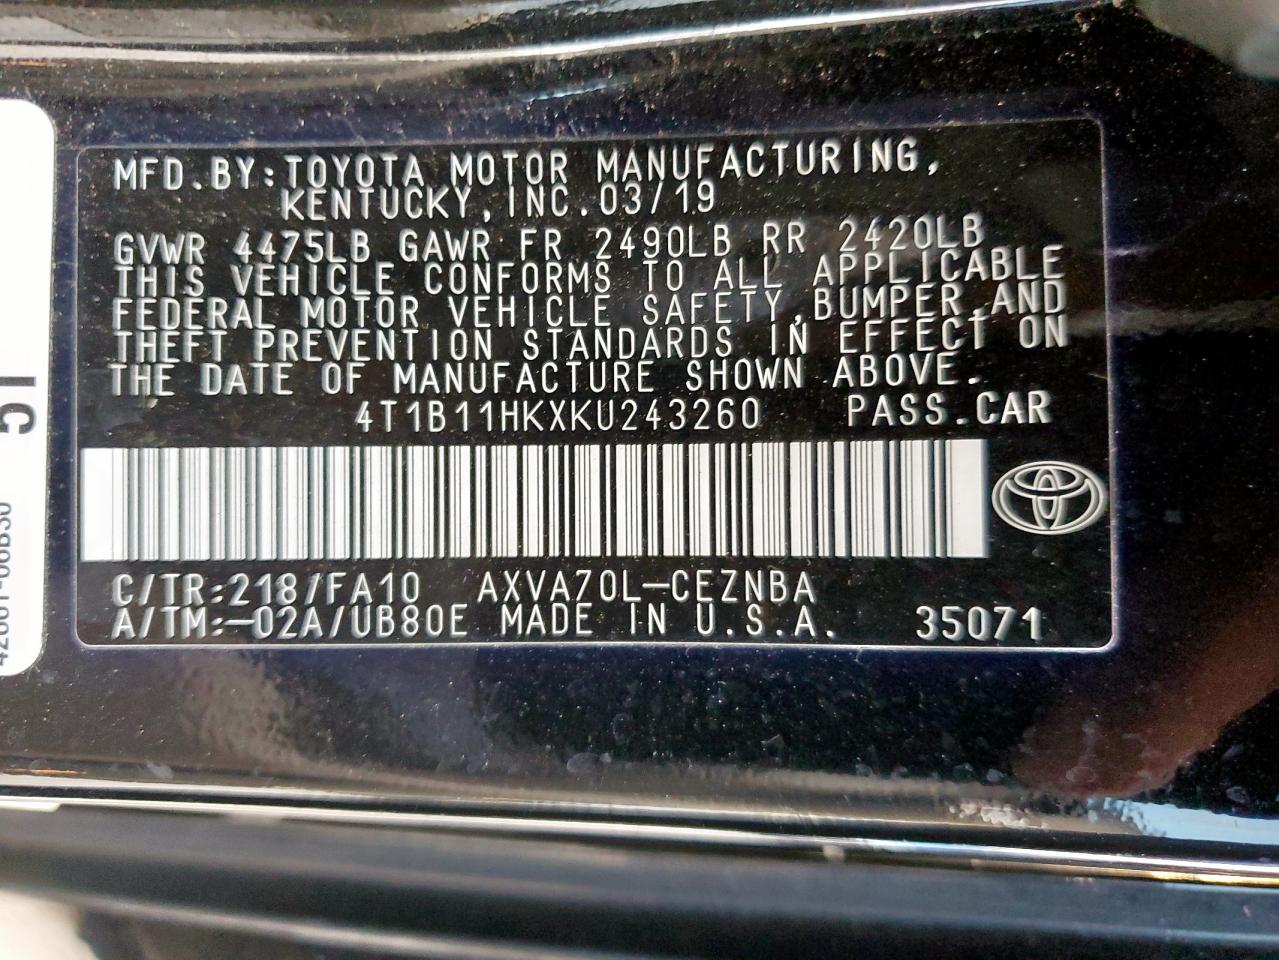 MFD.BY:TOYOTA MOTOR MANUFACTURING,
KENTUCKY,INC.03/19
GVWR 4475LB GAWR FR 2490LB RR 2420LB
THIS VEHICLE CONFORMS TO ALL APPLICABLE
FEDERAL MOTOR VEHICLE SAFETY,BUMPER,AND
THEFT PREVENTION STANDARDS IN EFFECT ON
THE DATE OF MANUFACTURE SHOWN ABOVE.
4T1B11HKXKU243260 PASS.CAR
C/TR:218/FA10 AXVA70L-CEZNBA
A/TM:-02A/UB80E MADE IN U.S.A. 35071